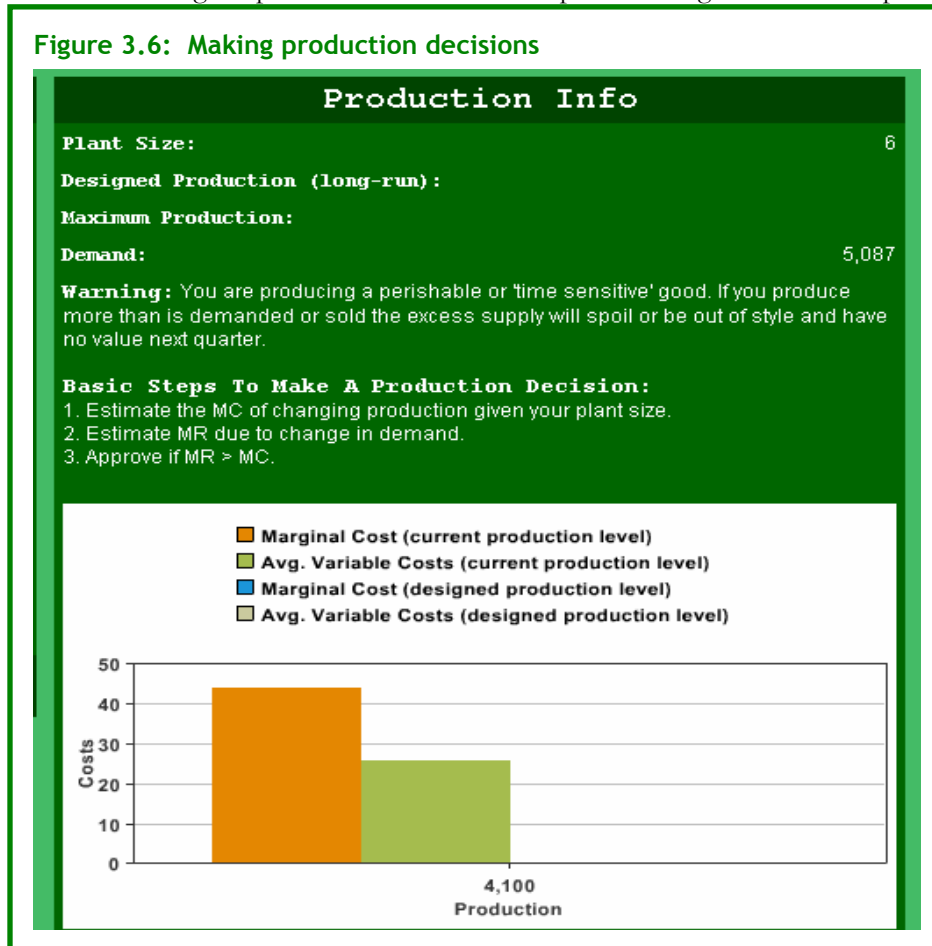 Figure 3.6: Making production decisions
Production Info
Plant Size: 6
Designed Production (long-run):
Maximum Production:
Demand: 5,087
Warning: You are producing a perishable or 'time sensitive' good. If you produce
more than is demanded or sold the excess supply will spoil or be out of style and have
no value next quarter.
Basic Steps To Make A Production Decision:
1. Estimate the MC of changing production given your plant size.
2. Estimate MR due to change in demand.
3. Approve if MR > MC.
Marginal Cost (current production level)
Avg. Variable Costs (current production level)
Marginal Cost (designed production level)
Avg. Variable Costs (designed production level)
50
40
30
20
10
0
Costs
4,100
Production